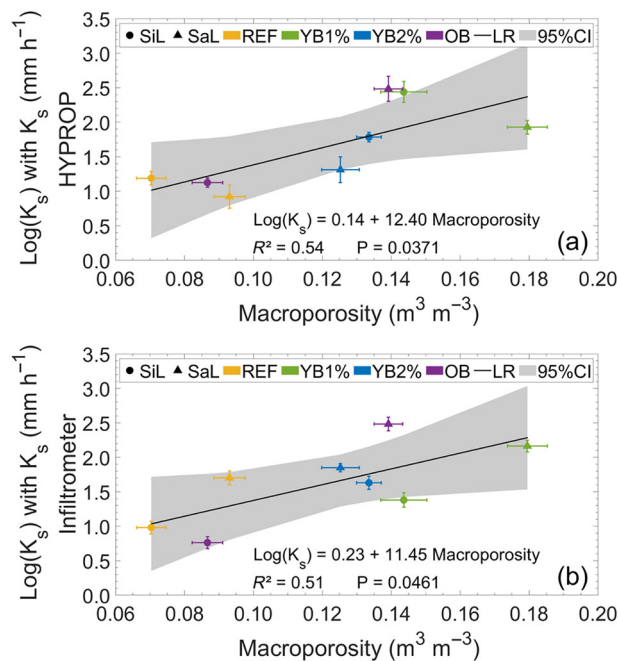 (a)
SiL SaL REF YB1% YB2% OB LR 95%CI
Log(Kₛ) with Kₛ (mm h⁻¹)
HYPROP
3.5
3.0
2.5
2.0
1.5
1.0
0.5
0.0
Log(Kₛ) = 0.14 + 12.40 Macroporosity
R² = 0.54 P = 0.0371
(a)
0.06 0.08 0.10 0.12 0.14 0.16 0.18 0.20
Macroporosity (m³ m⁻³)
(b)
SiL SaL REF YB1% YB2% OB LR 95%CI
Log(Kₛ) with Kₛ (mm h⁻¹)
Infiltrometer
3.5
3.0
2.5
2.0
1.5
1.0
0.5
0.0
Log(Kₛ) = 0.23 + 11.45 Macroporosity
R² = 0.51 P = 0.0461
(b)
0.06 0.08 0.10 0.12 0.14 0.16 0.18 0.20
Macroporosity (m³ m⁻³)